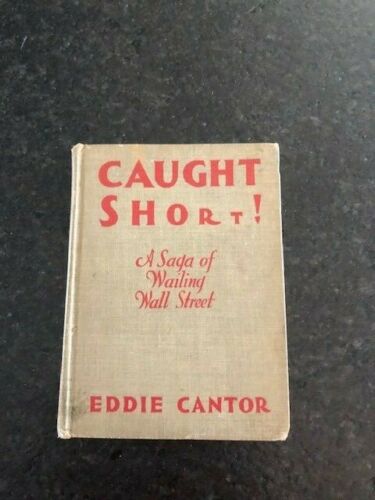 CAUGHT
SHORT!
A Saga of
Wailing
Wall Street
EDDIE CANTOR